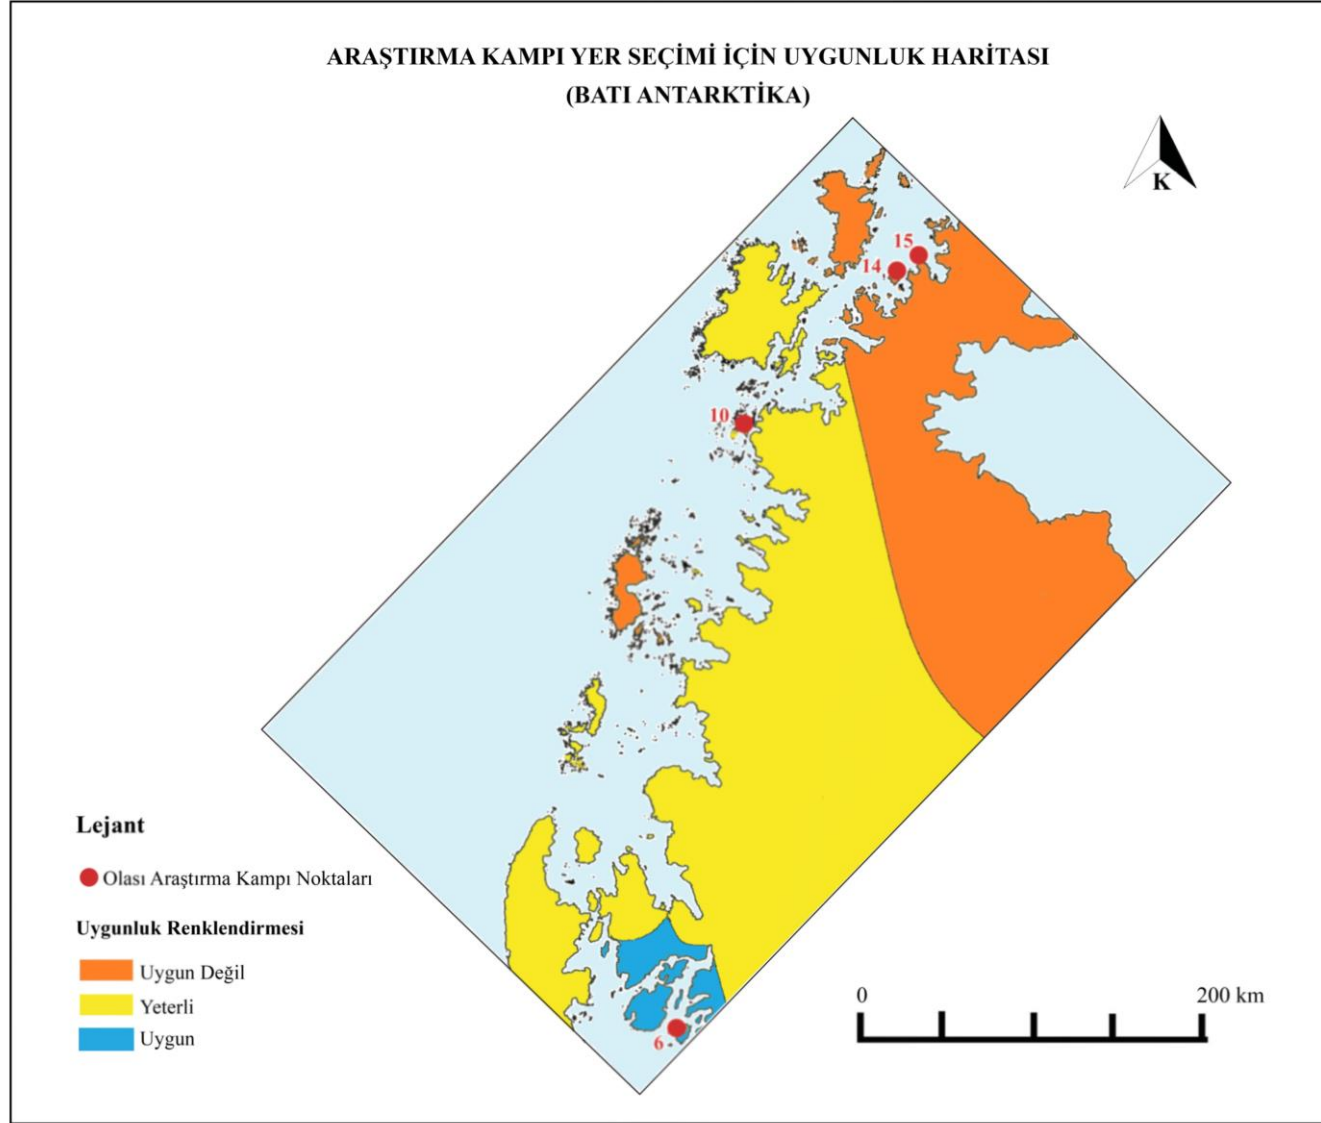 ARAŞTIRMA KAMPI YER SEÇİMİ İÇİN UYGUNLUK HARİTASI
(BATI ANTARKTİKA)
K
15
14
10
6
Lejant
Olası Araştırma Kampı Noktaları
Uygunluk Renklendirmesi
Uygun Değil
Yeterli
Uygun
0 200 km